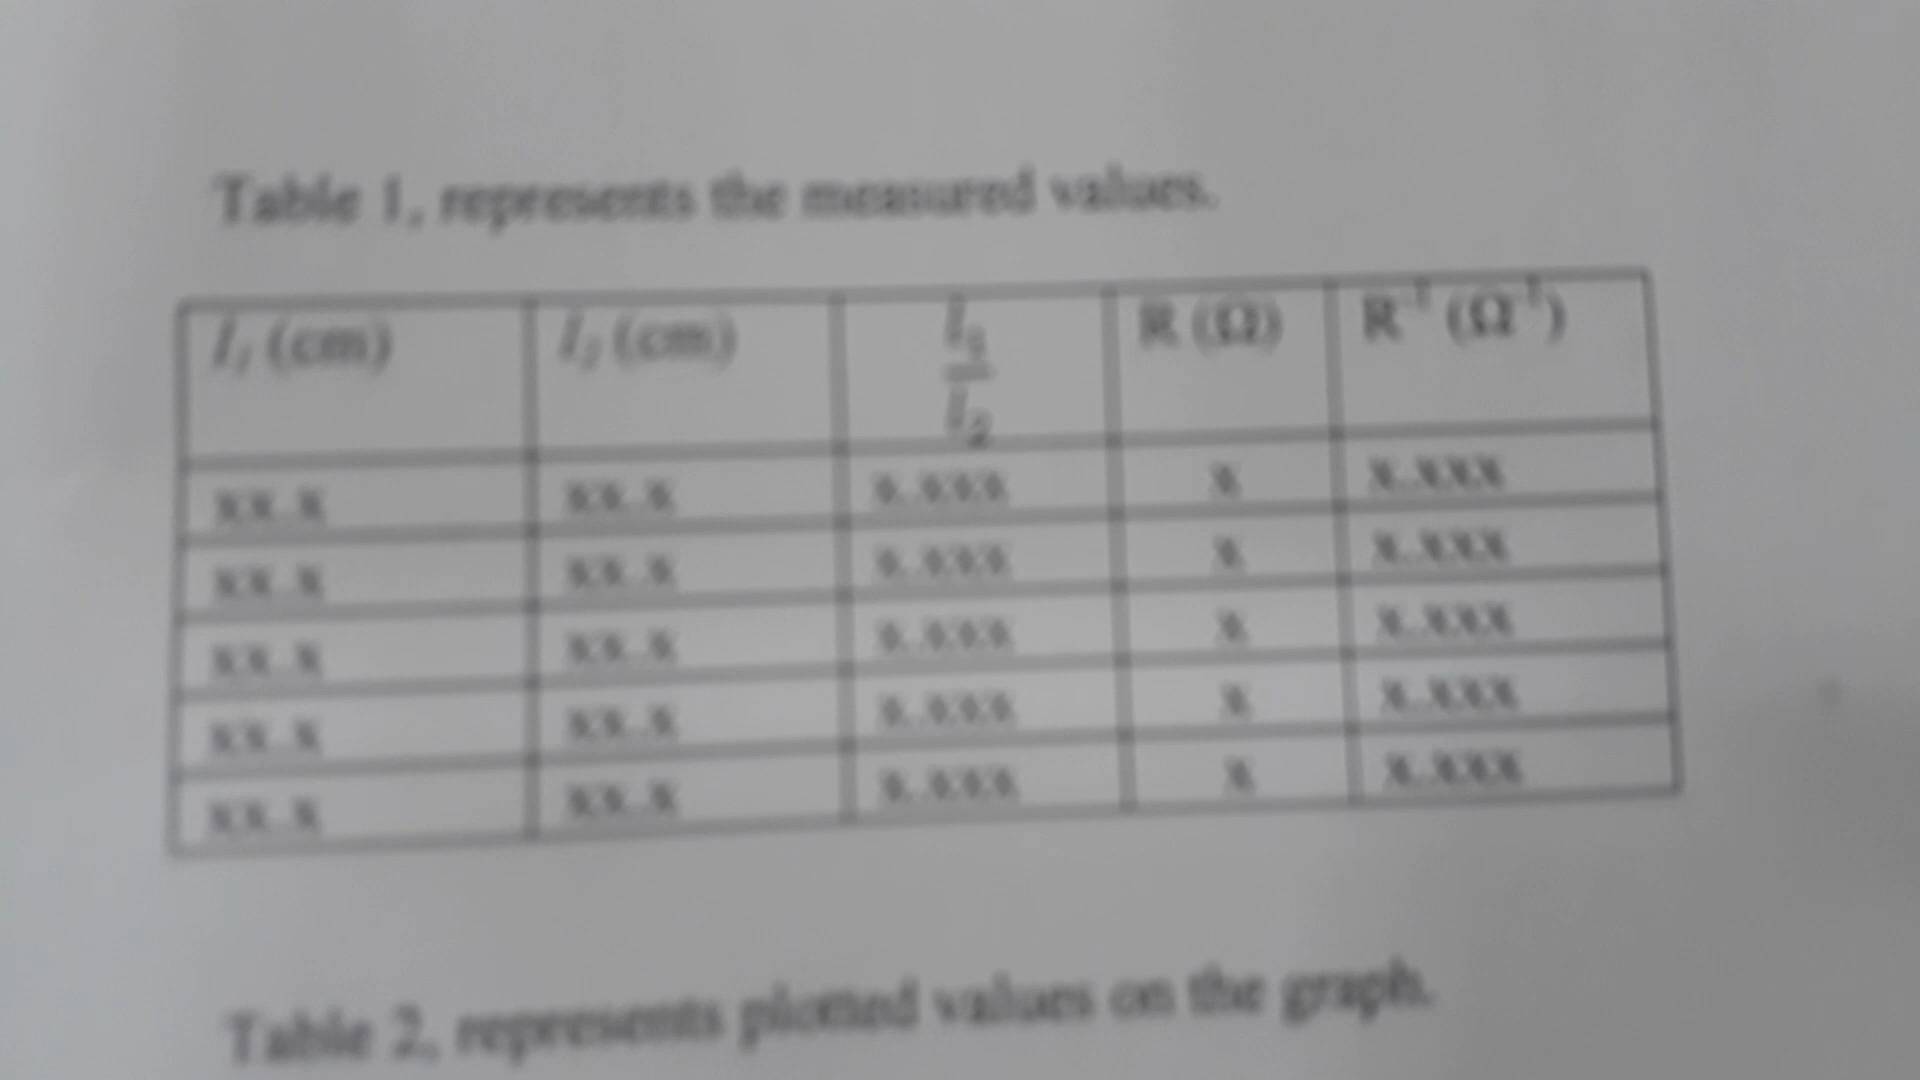 Table 1, represents the measured values.
l₁ (cm) l₂ (cm) l₁/l₂ R (Ω) R⁻¹ (Ω⁻¹)
xx.x xx.x x.xxx x x.xxx
xx.x xx.x x.xxx x x.xxx
xx.x xx.x x.xxx x x.xxx
xx.x xx.x x.xxx x x.xxx
xx.x xx.x x.xxx x x.xxx
Table 2, represents plotted values on the graph.